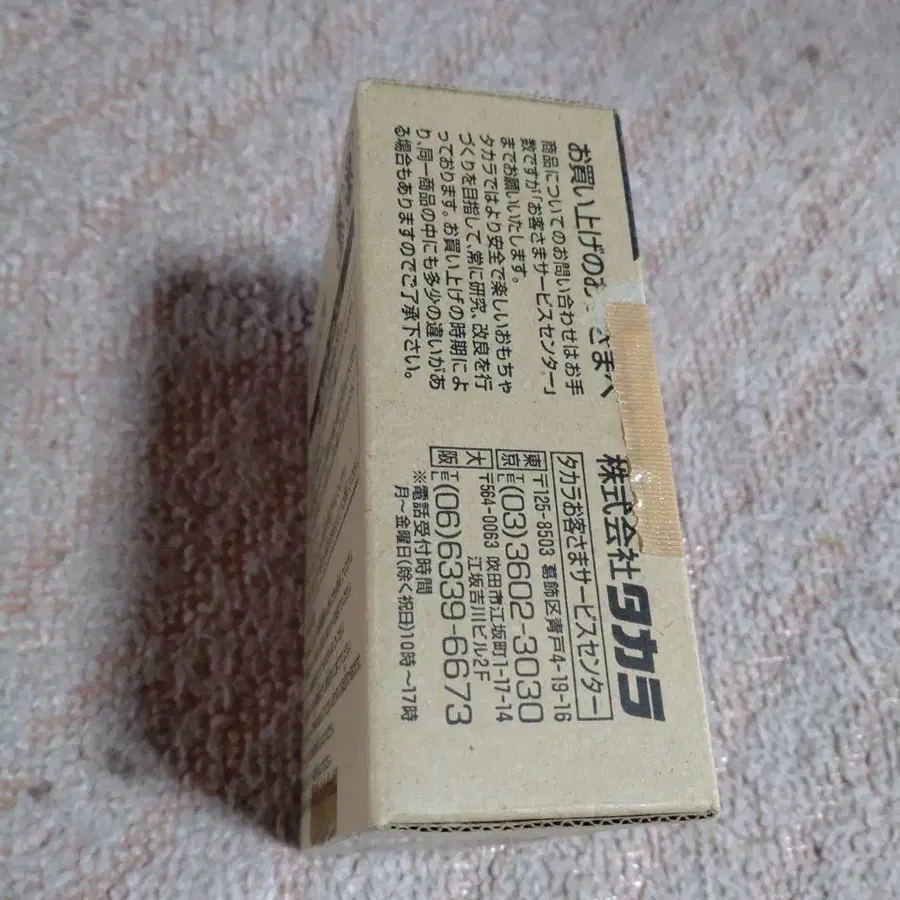 お買い上げのお さまへ
商品についてのお問い合わせはお手
数ですが「お客さまサービスセンター」
までお願いいたします。
タカラではより安全で楽しいおもちゃ
づくりを目指して、常に研究、改良を行
っております。お買い上げの時期によ
り、同一商品の中にも多少の違いがあ
る場合もありますのでご了承下さい。
株式会社タカラ
タカラお客さまサービスセンター
東京 〒125-8503 葛飾区青戸4-19-16
TEL(03)3602-3030
大阪 〒564-0063 吹田市江坂町1-17-14
江坂吉川ビル2F
TEL(06)6339-6673
※電話受付時間
月〜金曜日(除く祝日)10時〜17時